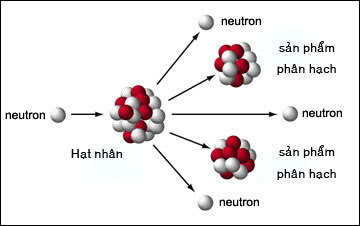 neutron
sản phẩm
phân hạch
neutron
neutron
Hạt nhân
sản phẩm
phân hạch
neutron